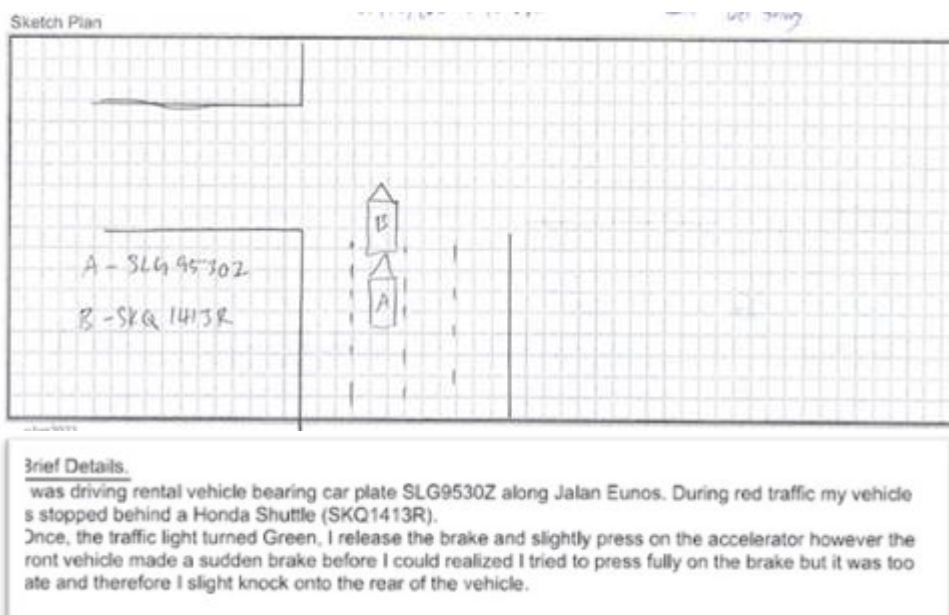 Sketch Plan
B
A - SLG9530Z
A
B - SKQ 1413R
Brief Details.
was driving rental vehicle bearing car plate SLG9530Z along Jalan Eunos. During red traffic my vehicle
s stopped behind a Honda Shuttle (SKQ1413R).
Once, the traffic light turned Green, I release the brake and slightly press on the accelerator however the
ront vehicle made a sudden brake before I could realized I tried to press fully on the brake but it was too
ate and therefore I slight knock onto the rear of the vehicle.